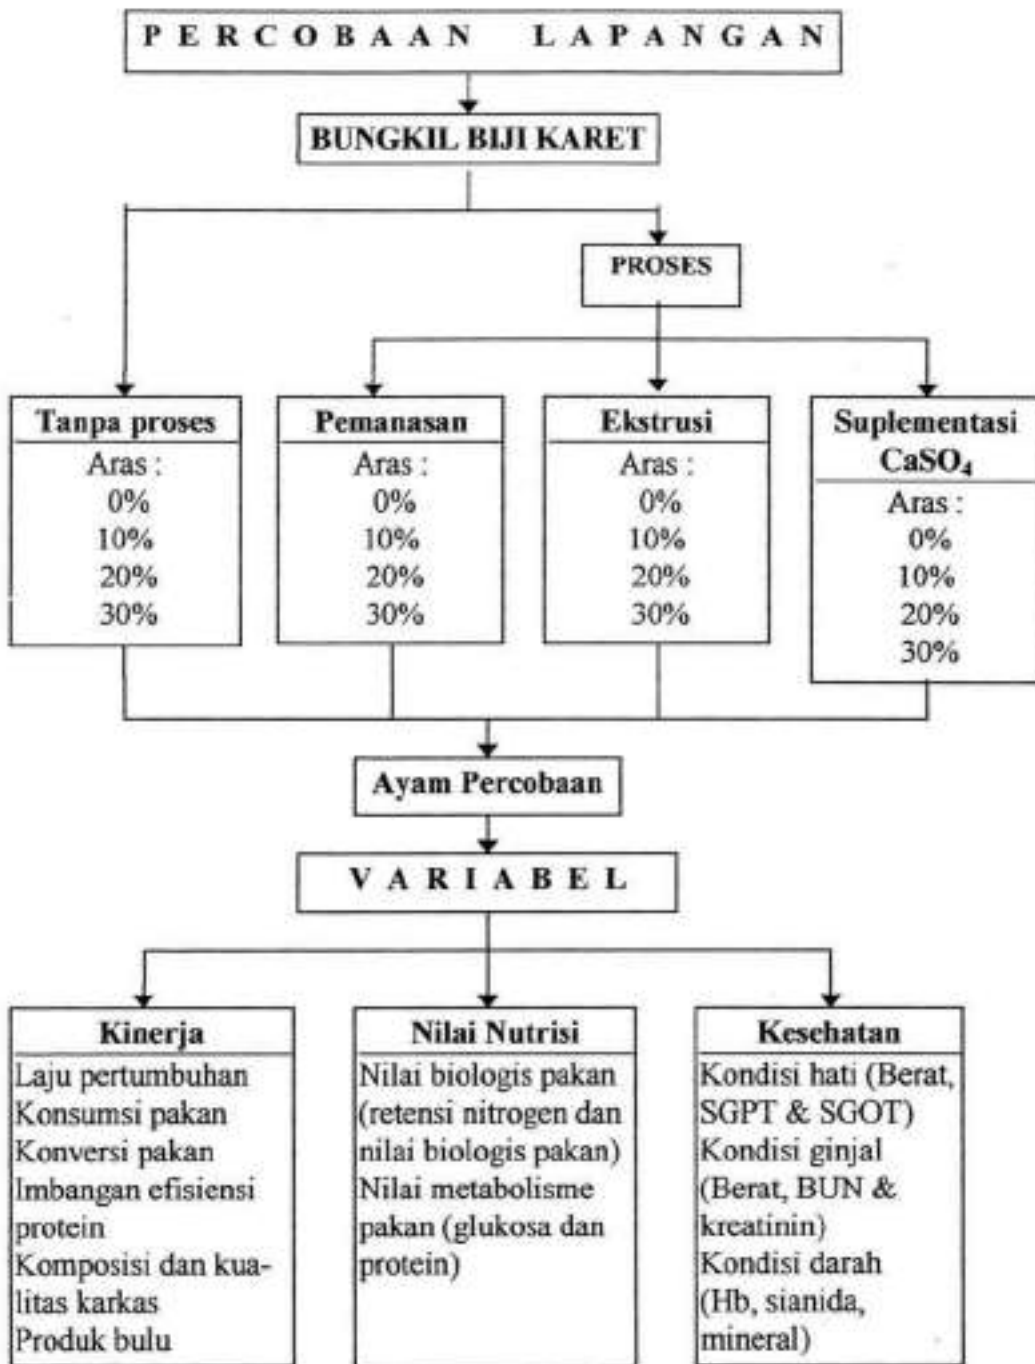 PERCOBAAN LAPANGAN
BUNGKIL BIJI KARET
PROSES
Tanpa proses
Aras :
0%
10%
20%
30%
Pemanasan
Aras :
0%
10%
20%
30%
Ekstrusi
Aras :
0%
10%
20%
30%
Suplementasi
CaSO₄
Aras :
0%
10%
20%
30%
Ayam Percobaan
VARIABEL
Kinerja
Laju pertumbuhan
Konsumsi pakan
Konversi pakan
Imbangan efisiensi
protein
Komposisi dan kua-
litas karkas
Produk bulu
Nilai Nutrisi
Nilai biologis pakan
(retensi nitrogen dan
nilai biologis pakan)
Nilai metabolisme
pakan (glukosa dan
protein)
Kesehatan
Kondisi hati (Berat,
SGPT & SGOT)
Kondisi ginjal
(Berat, BUN &
kreatinin)
Kondisi darah
(Hb, sianida,
mineral)